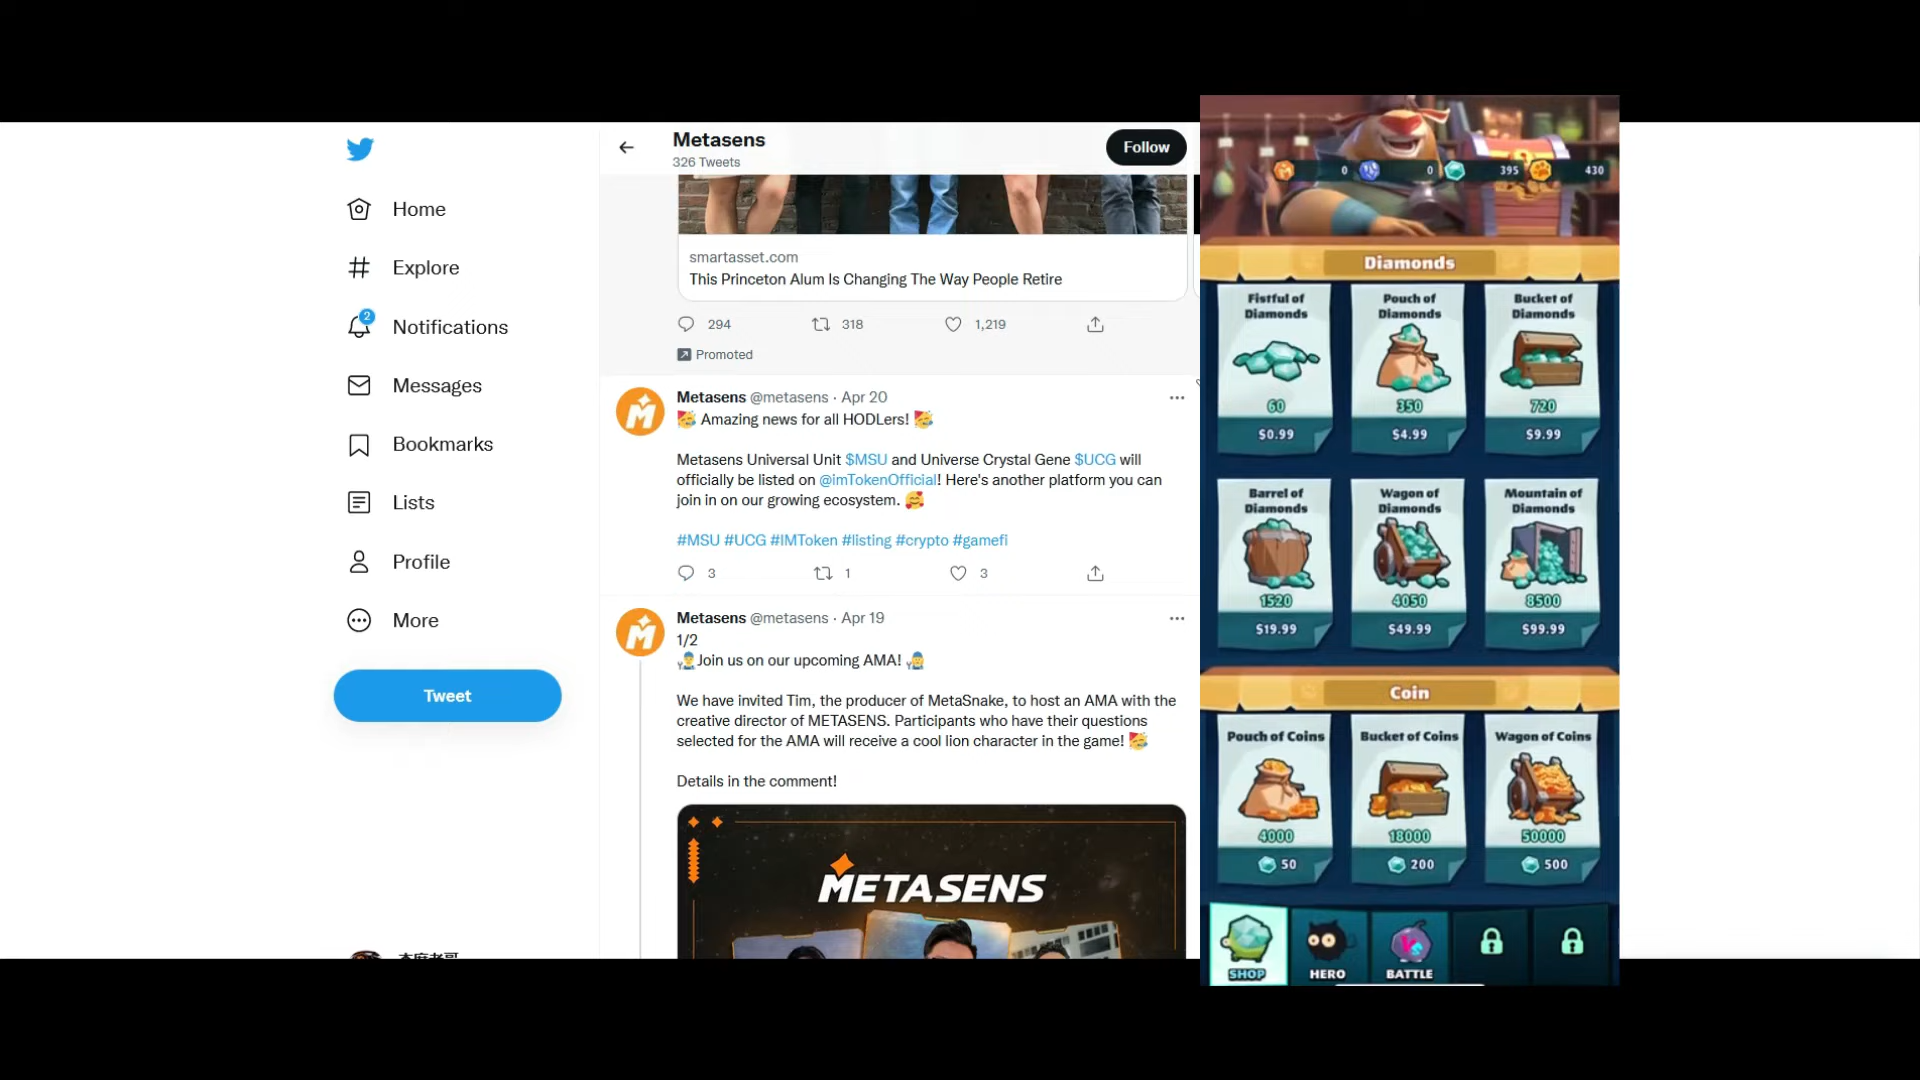 Home
Explore
2
Notifications
Messages
Bookmarks
Lists
Profile
More
Tweet
Metasens
326 Tweets
Follow
smartasset.com
This Princeton Alum Is Changing The Way People Retire
294
318
1,219
Promoted
Metasens @metasens · Apr 20
Amazing news for all HODLers!
Metasens Universal Unit $MSU and Universe Crystal Gene $UCG will
officially be listed on @imTokenOfficial! Here's another platform you can
join in on our growing ecosystem.
#MSU #UCG #IMToken #listing #crypto #gamefi
3
1
3
Metasens @metasens · Apr 19
1/2
Join us on our upcoming AMA!
We have invited Tim, the producer of MetaSnake, to host an AMA with the
creative director of METASENS. Participants who have their questions
selected for the AMA will receive a cool lion character in the game!
Details in the comment!
METASENS
0
0
395
430
Diamonds
Fistful of
Diamonds
60
$0.99
Pouch of
Diamonds
350
$4.99
Bucket of
Diamonds
720
$9.99
Barrel of
Diamonds
1520
$19.99
Wagon of
Diamonds
4050
$49.99
Mountain of
Diamonds
8500
$99.99
Coin
Pouch of Coins
4000
50
Bucket of Coins
18000
200
Wagon of Coins
50000
500
SHOP
HERO
BATTLE